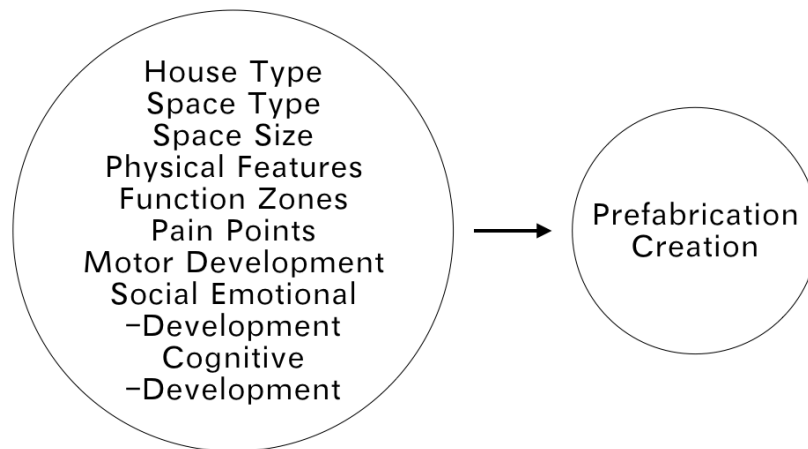 House Type
Space Type
Space Size
Physical Features
Function Zones
Pain Points
Motor Development
Social Emotional
–Development
Cognitive
–Development
Prefabrication
Creation